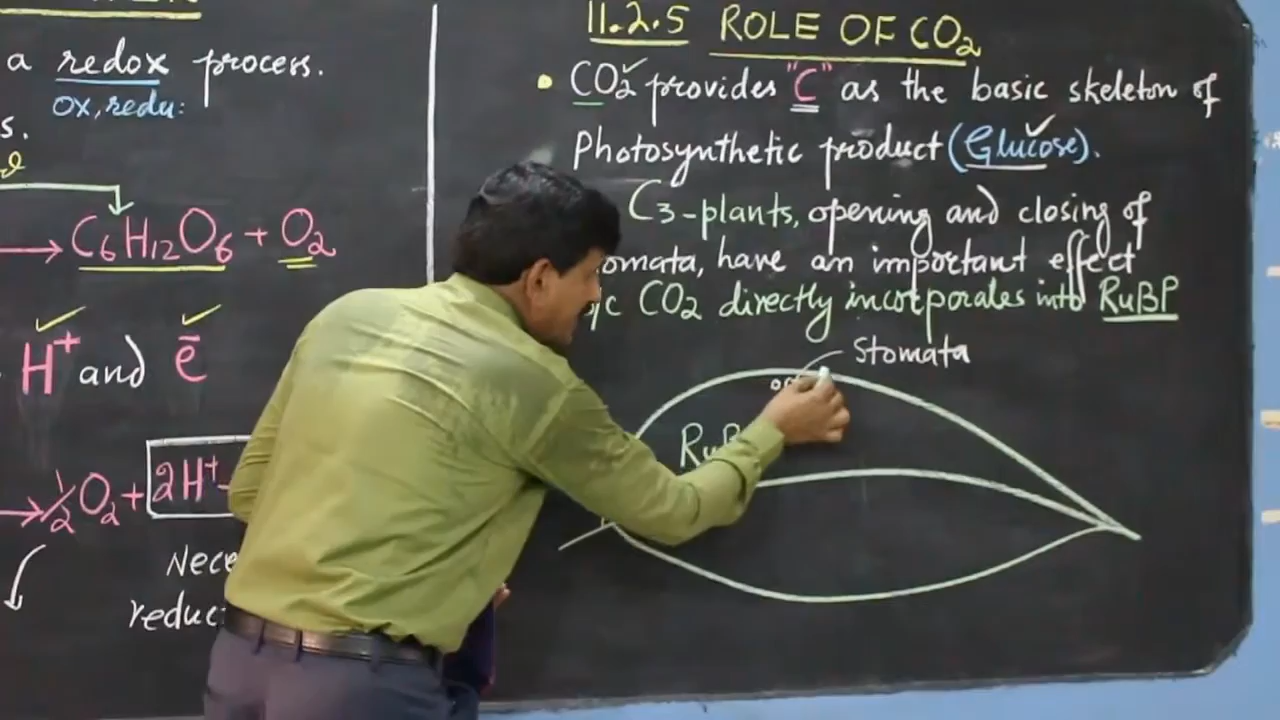 a redox process.
ox, redu:
s.
C6H12O6 + O2
H+ and ē
½O2 + 2H+
Nece
reduc
11.2.5 ROLE OF CO2
• CO2 provides "C" as the basic skeleton of
Photosynthetic product (Glucose).
C3-plants, opening and closing of
omata, have an important effect
CO2 directly incorporates into RuBP
Stomata
RuB